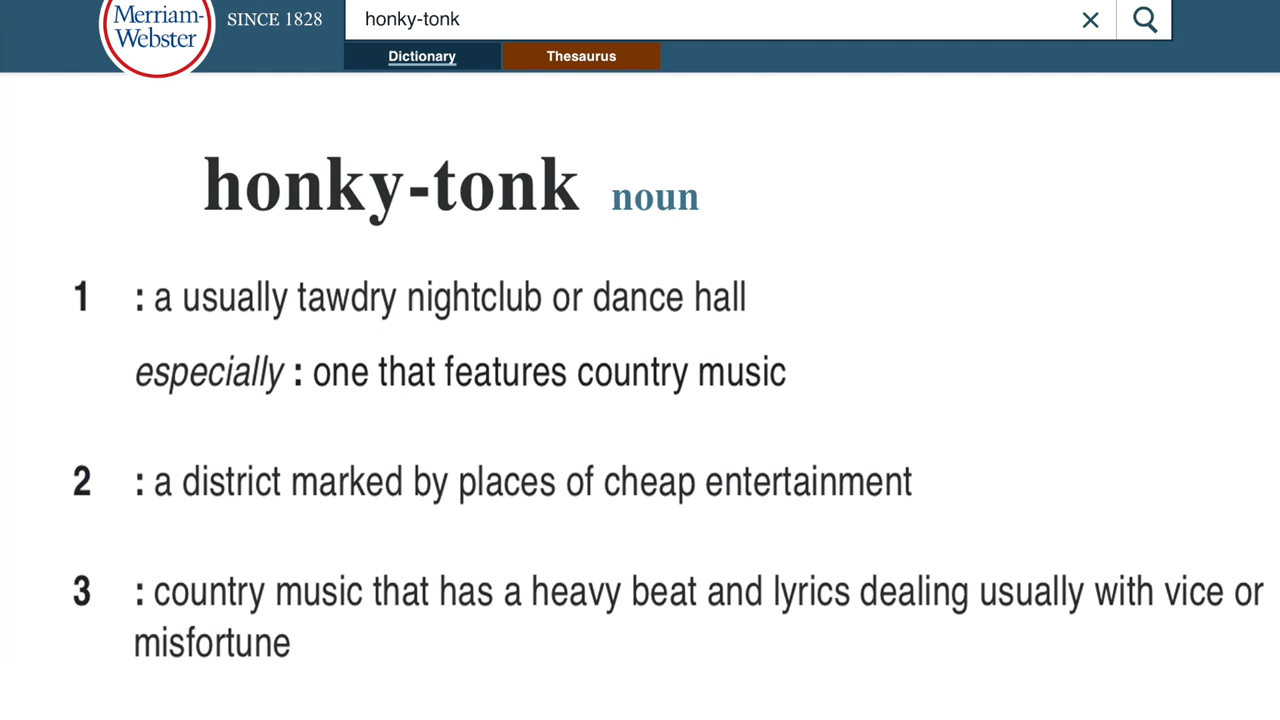 Merriam-
Webster
SINCE 1828
honky-tonk
Dictionary
Thesaurus
honky-tonk noun
1 : a usually tawdry nightclub or dance hall
especially : one that features country music
2 : a district marked by places of cheap entertainment
3 : country music that has a heavy beat and lyrics dealing usually with vice or
misfortune